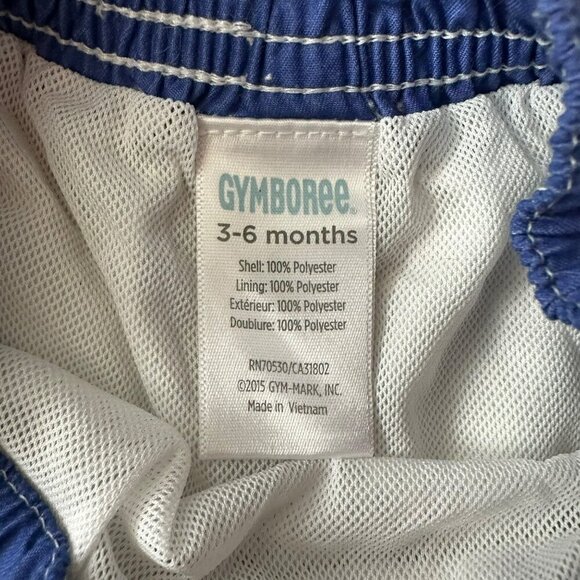 GYMBOREE®
3-6 months
Shell: 100% Polyester
Lining: 100% Polyester
Extérieur: 100% Polyester
Doublure: 100% Polyester
RN70530/CA31802
©2015 GYM-MARK, INC.
Made in Vietnam